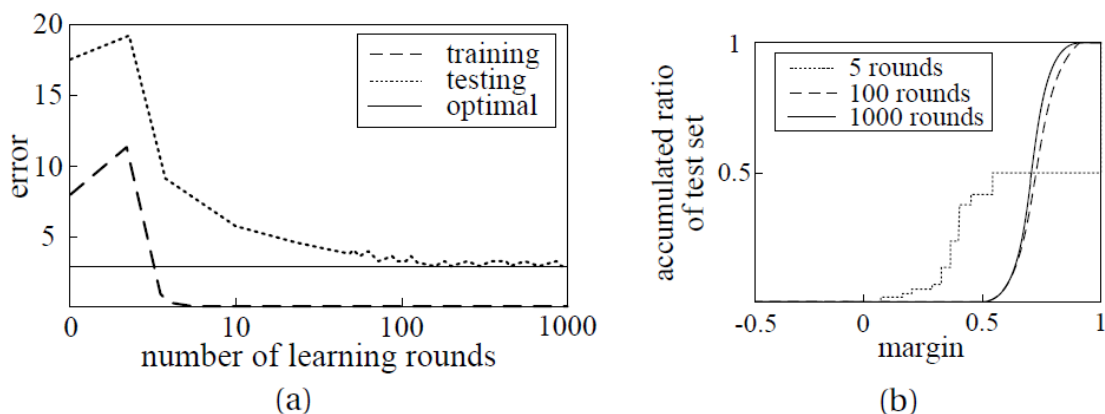 20
15
10
5
error
training
testing
optimal
0
10
100
1000
number of learning rounds
(a)
1
0.5
accumulated ratio
of test set
5 rounds
100 rounds
1000 rounds
-0.5
0
0.5
1
margin
(b)